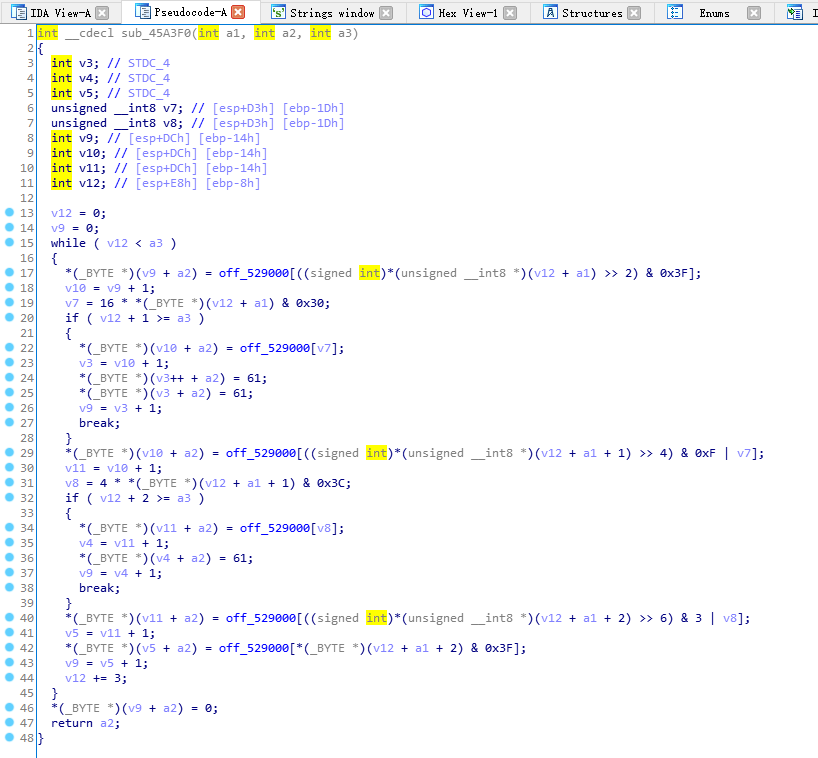 IDA View-A Pseudocode-A Strings window Hex View-1 Structures Enums I
1 int __cdecl sub_45A3F0(int a1, int a2, int a3)
2 {
3 int v3; // STDC_4
4 int v4; // STDC_4
5 int v5; // STDC_4
6 unsigned __int8 v7; // [esp+D3h] [ebp-1Dh]
7 unsigned __int8 v8; // [esp+D3h] [ebp-1Dh]
8 int v9; // [esp+DCh] [ebp-14h]
9 int v10; // [esp+DCh] [ebp-14h]
10 int v11; // [esp+DCh] [ebp-14h]
11 int v12; // [esp+E8h] [ebp-8h]
12
13 v12 = 0;
14 v9 = 0;
15 while ( v12 < a3 )
16 {
17 *(_BYTE *)(v9 + a2) = off_529000[((signed int)*(unsigned __int8 *)(v12 + a1) >> 2) & 0x3F];
18 v10 = v9 + 1;
19 v7 = 16 * *(_BYTE *)(v12 + a1) & 0x30;
20 if ( v12 + 1 >= a3 )
21 {
22 *(_BYTE *)(v10 + a2) = off_529000[v7];
23 v3 = v10 + 1;
24 *(_BYTE *)(v3++ + a2) = 61;
25 *(_BYTE *)(v3 + a2) = 61;
26 v9 = v3 + 1;
27 break;
28 }
29 *(_BYTE *)(v10 + a2) = off_529000[((signed int)*(unsigned __int8 *)(v12 + a1 + 1) >> 4) & 0xF | v7];
30 v11 = v10 + 1;
31 v8 = 4 * *(_BYTE *)(v12 + a1 + 1) & 0x3C;
32 if ( v12 + 2 >= a3 )
33 {
34 *(_BYTE *)(v11 + a2) = off_529000[v8];
35 v4 = v11 + 1;
36 *(_BYTE *)(v4 + a2) = 61;
37 v9 = v4 + 1;
38 break;
39 }
40 *(_BYTE *)(v11 + a2) = off_529000[((signed int)*(unsigned __int8 *)(v12 + a1 + 2) >> 6) & 3 | v8];
41 v5 = v11 + 1;
42 *(_BYTE *)(v5 + a2) = off_529000[*(_BYTE *)(v12 + a1 + 2) & 0x3F];
43 v9 = v5 + 1;
44 v12 += 3;
45 }
46 *(_BYTE *)(v9 + a2) = 0;
47 return a2;
48 }